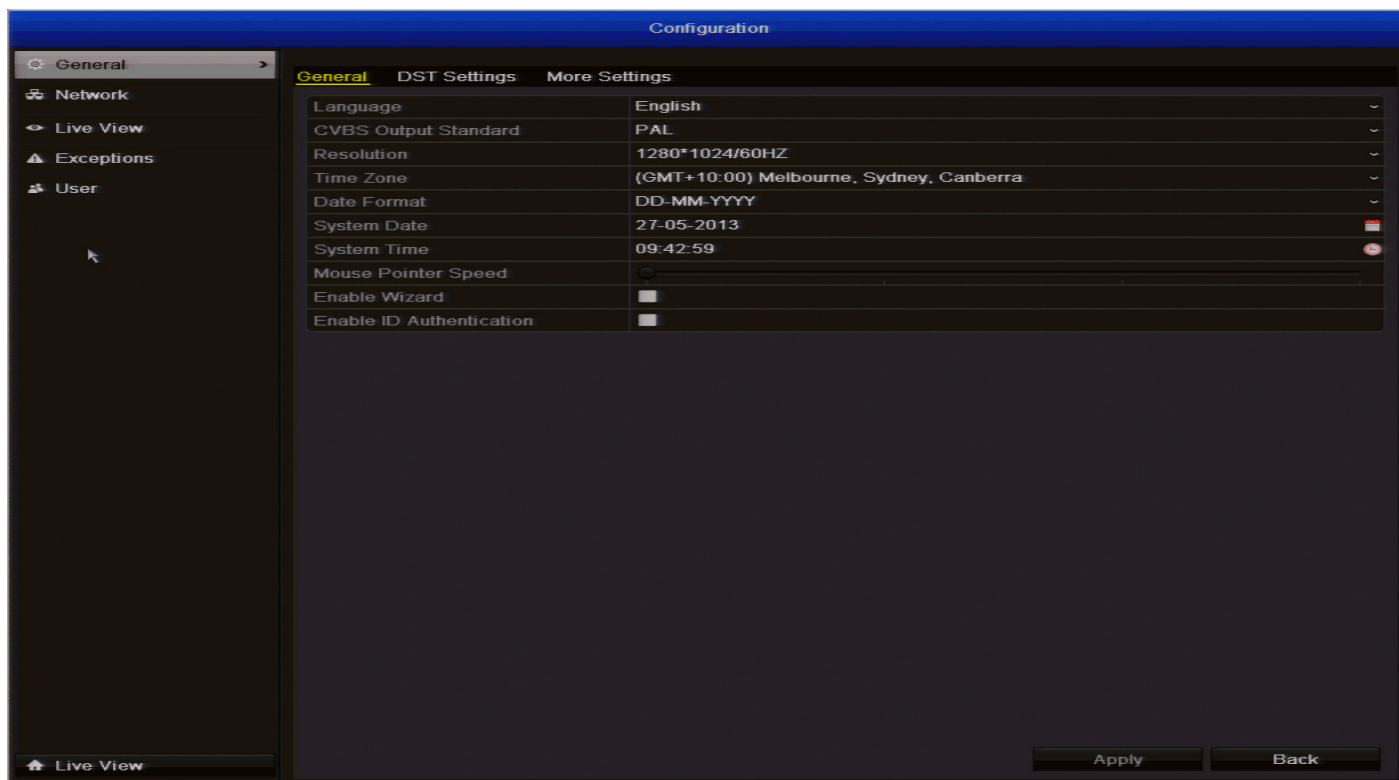 Configuration
General
Network
Live View
Exceptions
User
General DST Settings More Settings
Language English
CVBS Output Standard PAL
Resolution 1280*1024/60HZ
Time Zone (GMT+10:00) Melbourne, Sydney, Canberra
Date Format DD-MM-YYYY
System Date 27-05-2013
System Time 09:42:59
Mouse Pointer Speed
Enable Wizard
Enable ID Authentication
Live View
Apply Back